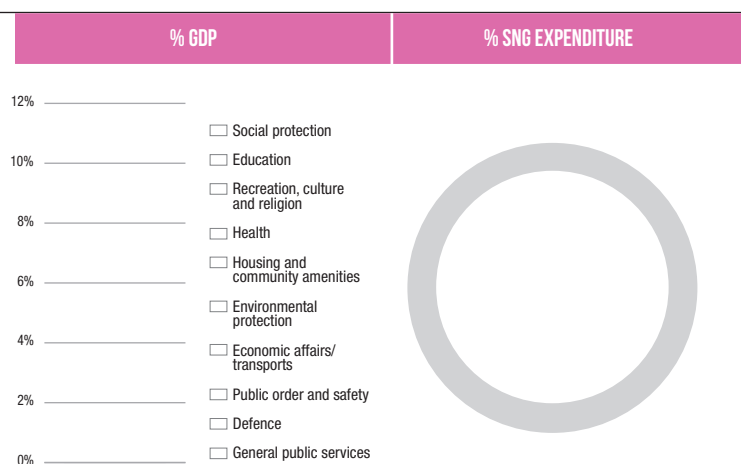 % GDP
% SNG EXPENDITURE
12%
10%
8%
6%
4%
2%
0%
Social protection
Education
Recreation, culture
and religion
Health
Housing and
community amenities
Environmental
protection
Economic affairs/
transports
Public order and safety
Defence
General public services